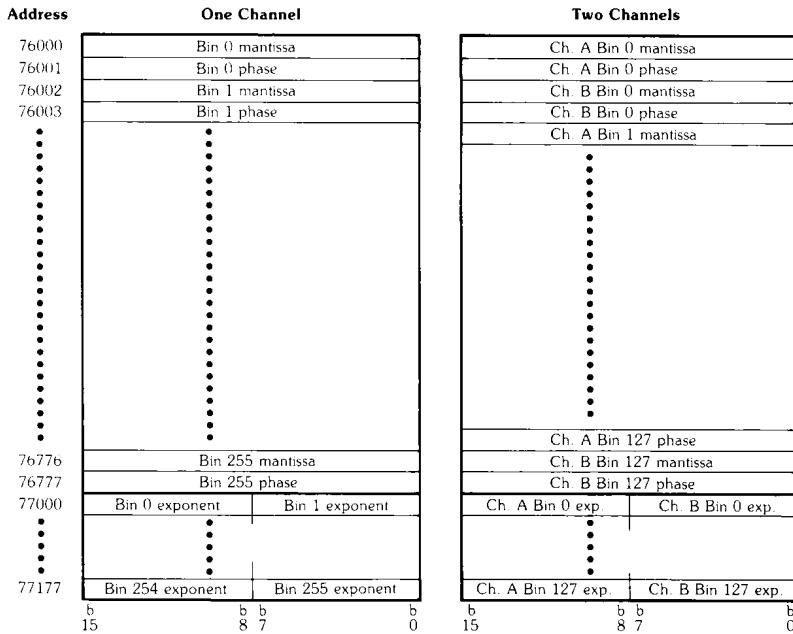 Address One Channel Two Channels
76000 Bin 0 mantissa Ch. A Bin 0 mantissa
76001 Bin 0 phase Ch. A Bin 0 phase
76002 Bin 1 mantissa Ch. B Bin 0 mantissa
76003 Bin 1 phase Ch. B Bin 0 phase
Ch. A Bin 1 mantissa
Ch. A Bin 127 phase
76776 Bin 255 mantissa Ch. B Bin 127 mantissa
76777 Bin 255 phase Ch. B Bin 127 phase
77000 Bin 0 exponent Bin 1 exponent Ch. A Bin 0 exp. Ch. B Bin 0 exp.
77177 Bin 254 exponent Bin 255 exponent Ch. A Bin 127 exp. Ch. B Bin 127 exp.
b b b b b b b b
15 8 7 0 15 8 7 0